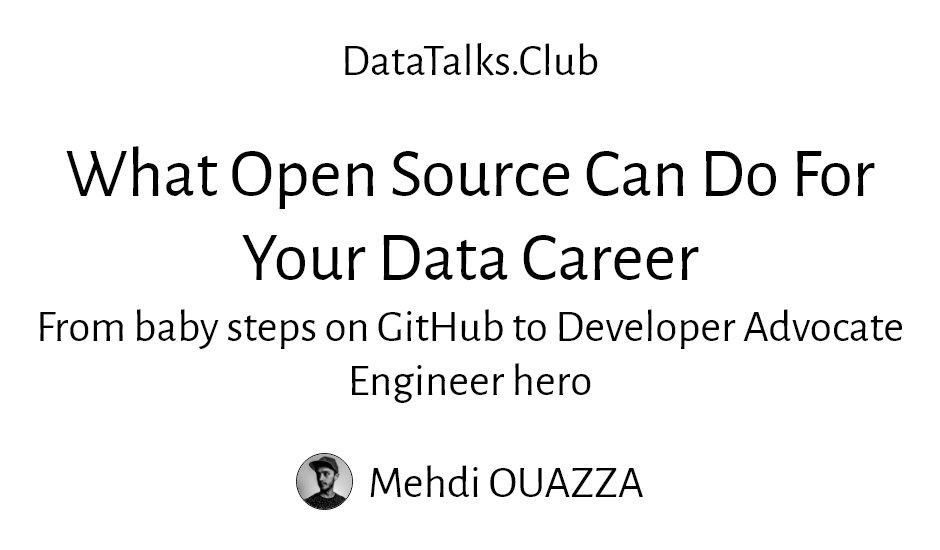 DataTalks.Club
What Open Source Can Do For
Your Data Career
From baby steps on GitHub to Developer Advocate
Engineer hero
Mehdi OUAZZA